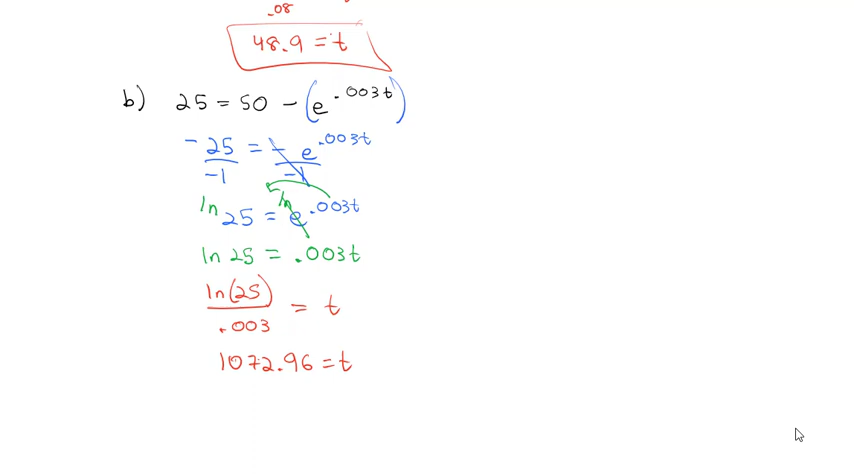 .08
48.9 = t
b) 25 = 50 - (e^.003t)
-25/-1 = -e^.003t/-1
ln 25 = ln e^.003t
ln 25 = .003t
ln(25)/.003 = t
1072.96 = t